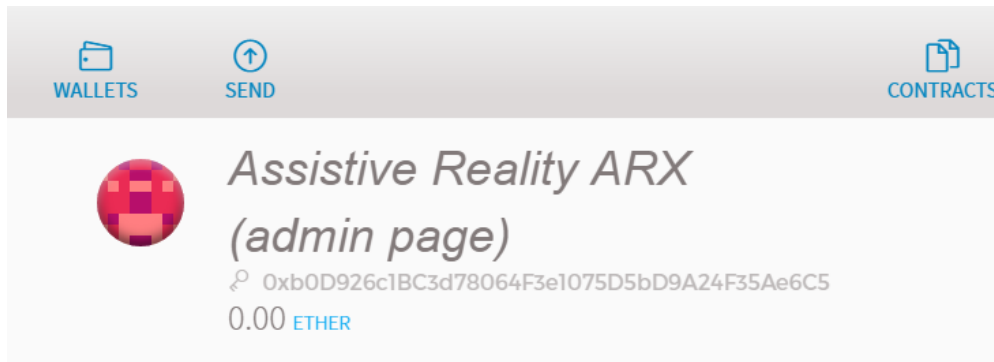 WALLETS
SEND
CONTRACTS
Assistive Reality ARX
(admin page)
0xb0D926c1BC3d78064F3e1075D5bD9A24F35Ae6C5
0.00 ETHER